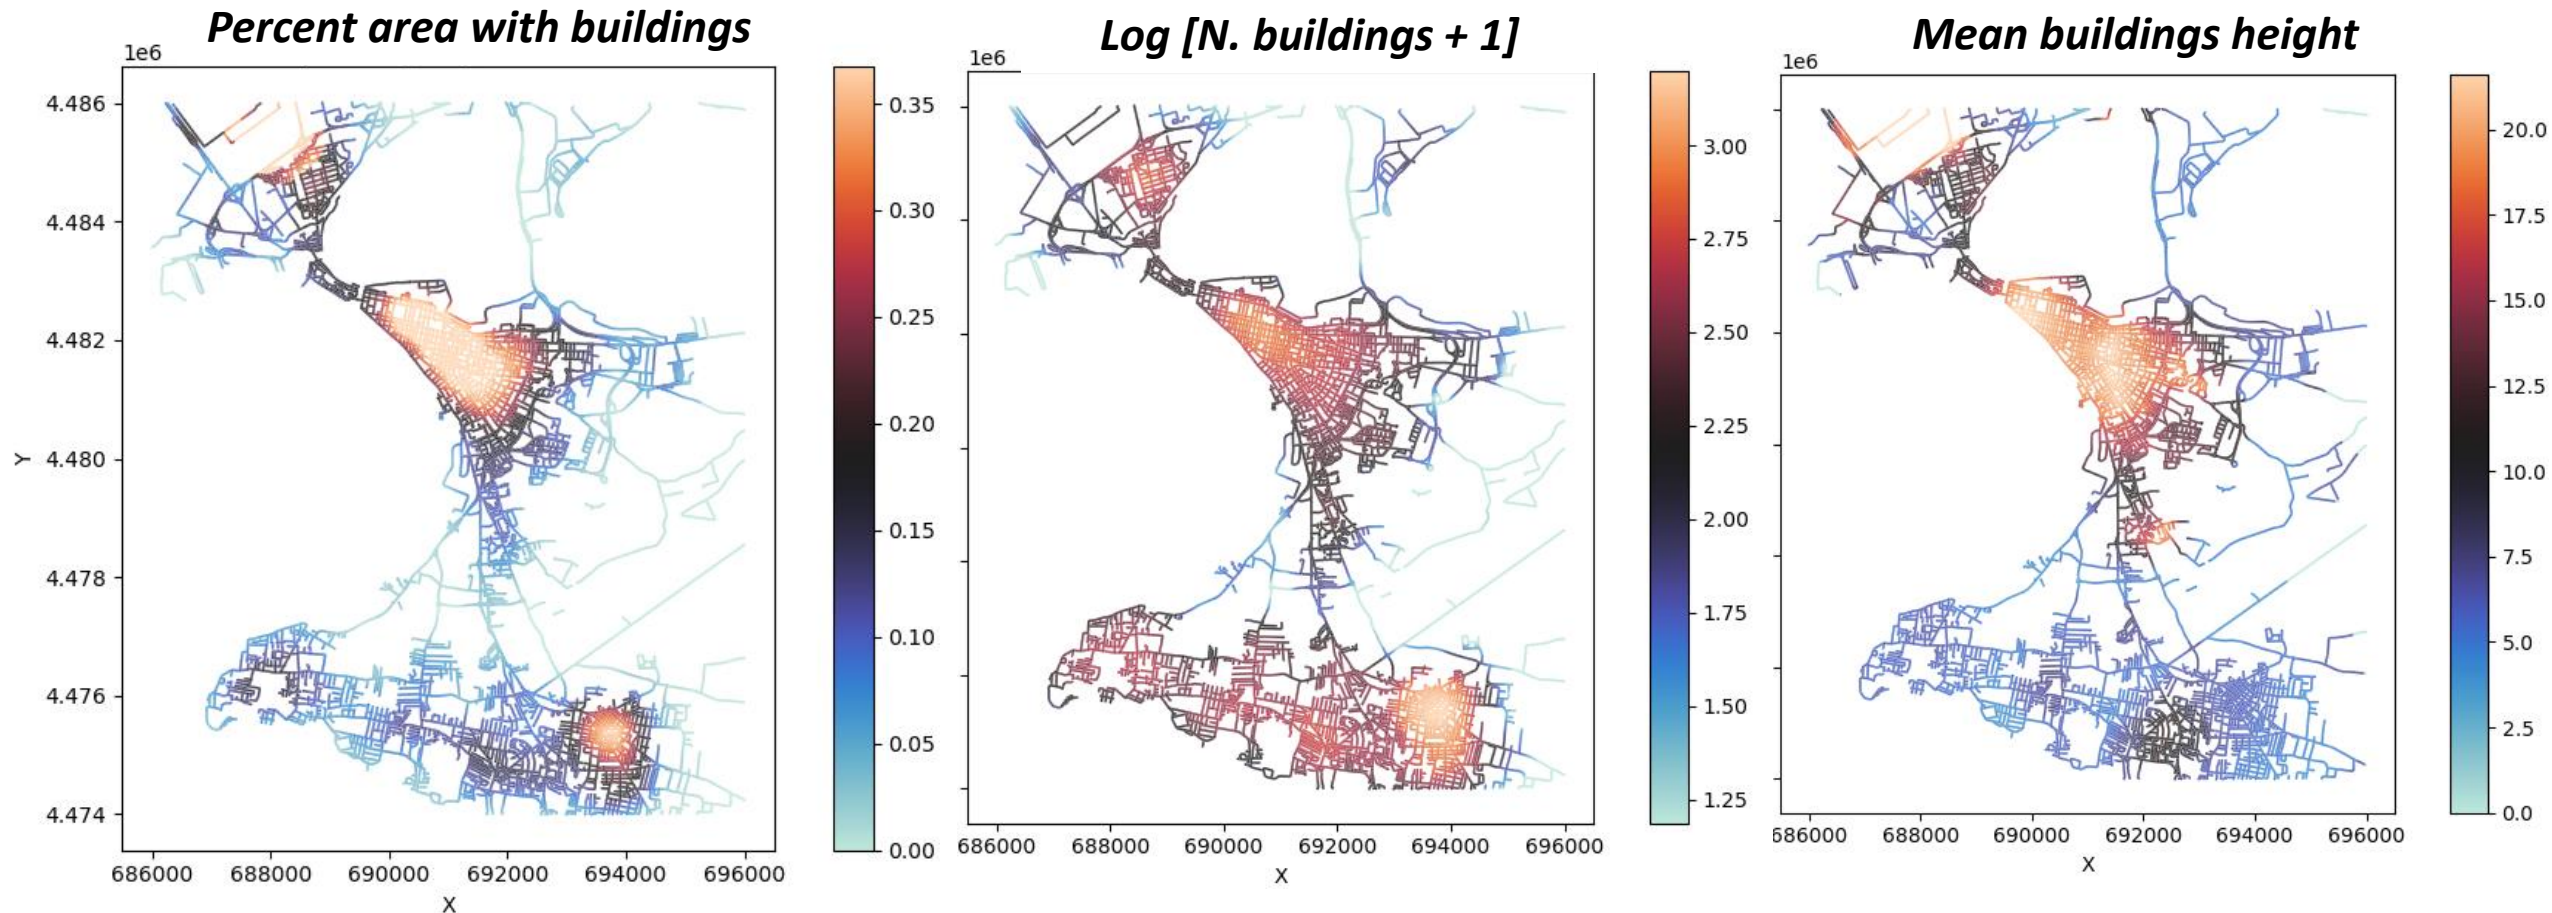 Percent area with buildings
Log [N. buildings + 1]
Mean buildings height
1e6
4.486
4.484
4.482
4.480
4.478
4.476
4.474
Y
686000 688000 690000 692000 694000 696000
X
0.35
0.30
0.25
0.20
0.15
0.10
0.05
0.00
1e6
686000 688000 690000 692000 694000 696000
X
3.00
2.75
2.50
2.25
2.00
1.75
1.50
1.25
1e6
686000 688000 690000 692000 694000 696000
X
20.0
17.5
15.0
12.5
10.0
7.5
5.0
2.5
0.0